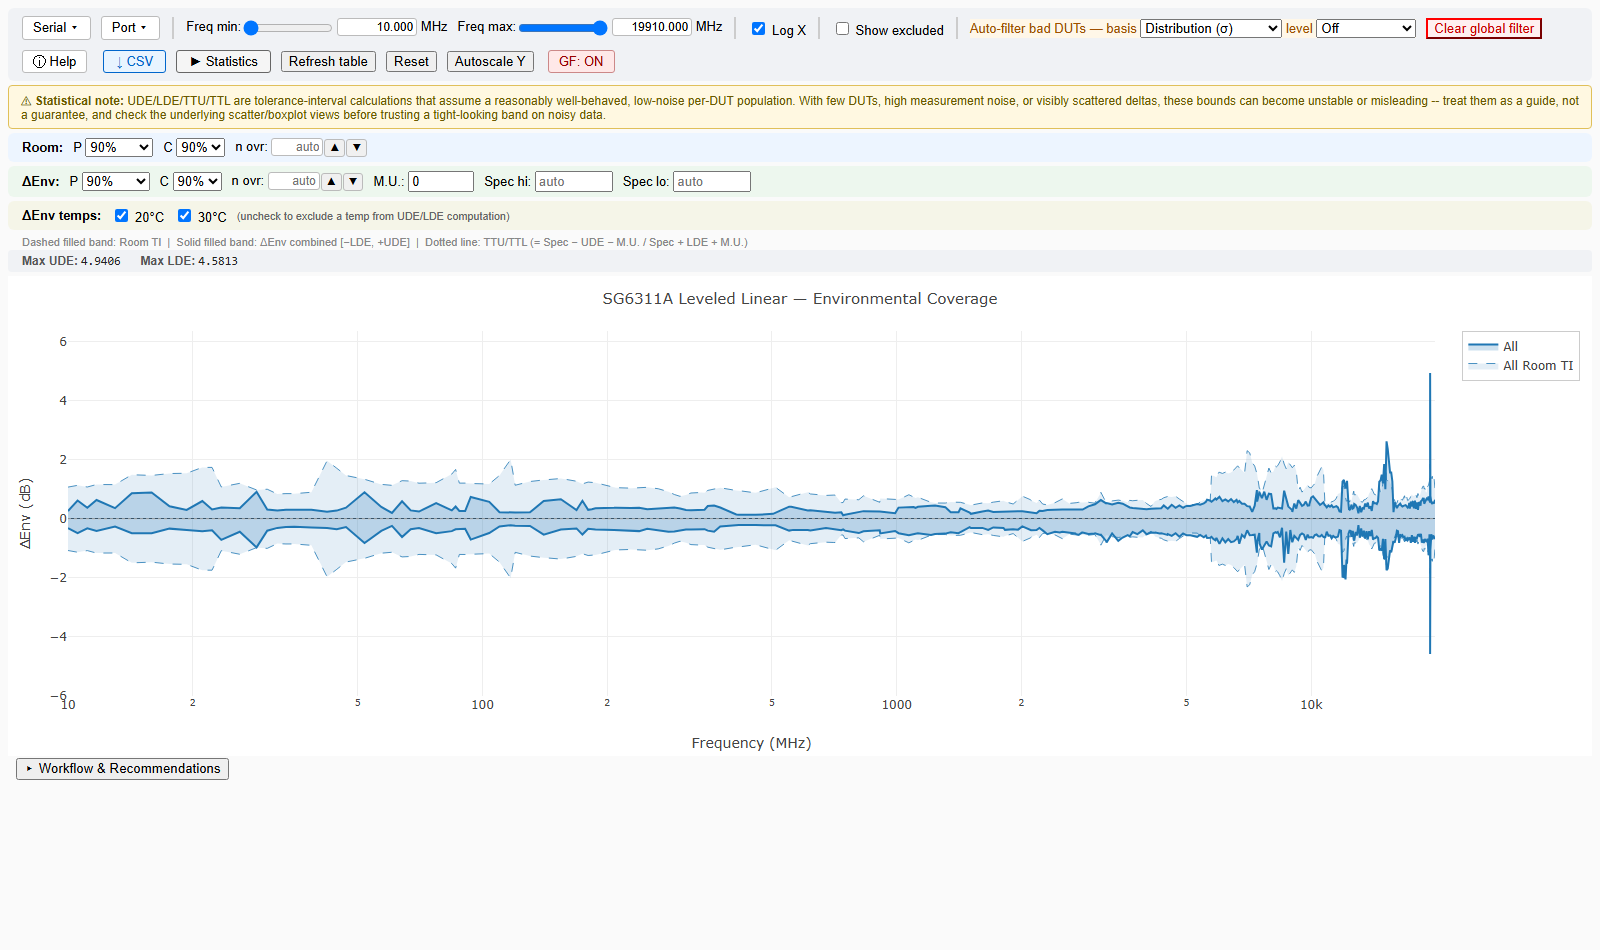 Serial ▾ Port ▾ Freq min: 10.000 MHz Freq max: 19910.000 MHz Log X Show excluded Auto-filter bad DUTs — basis Distribution (σ) level Off Clear global filter
ⓘ Help ↓ CSV ▶ Statistics Refresh table Reset Autoscale Y GF: ON
⚠ Statistical note: UDE/LDE/TTU/TTL are tolerance-interval calculations that assume a reasonably well-behaved, low-noise per-DUT population. With few DUTs, high measurement noise, or visibly scattered deltas, these bounds can become unstable or misleading -- treat them as a guide, not
a guarantee, and check the underlying scatter/boxplot views before trusting a tight-looking band on noisy data.
Room: P 90% C 90% n ovr: auto ▲ ▼
ΔEnv: P 90% C 90% n ovr: auto ▲ ▼ M.U.: 0 Spec hi: auto Spec lo: auto
ΔEnv temps: 20°C 30°C (uncheck to exclude a temp from UDE/LDE computation)
Dashed filled band: Room TI | Solid filled band: ΔEnv combined [−LDE, +UDE] | Dotted line: TTU/TTL (= Spec − UDE − M.U. / Spec + LDE + M.U.)
Max UDE: 4.9406 Max LDE: 4.5813
SG6311A Leveled Linear — Environmental Coverage
All
All Room TI
ΔEnv (dB)
6
4
2
0
−2
−4
−6
10 2 5 100 2 5 1000 2 5 10k
Frequency (MHz)
▸ Workflow & Recommendations